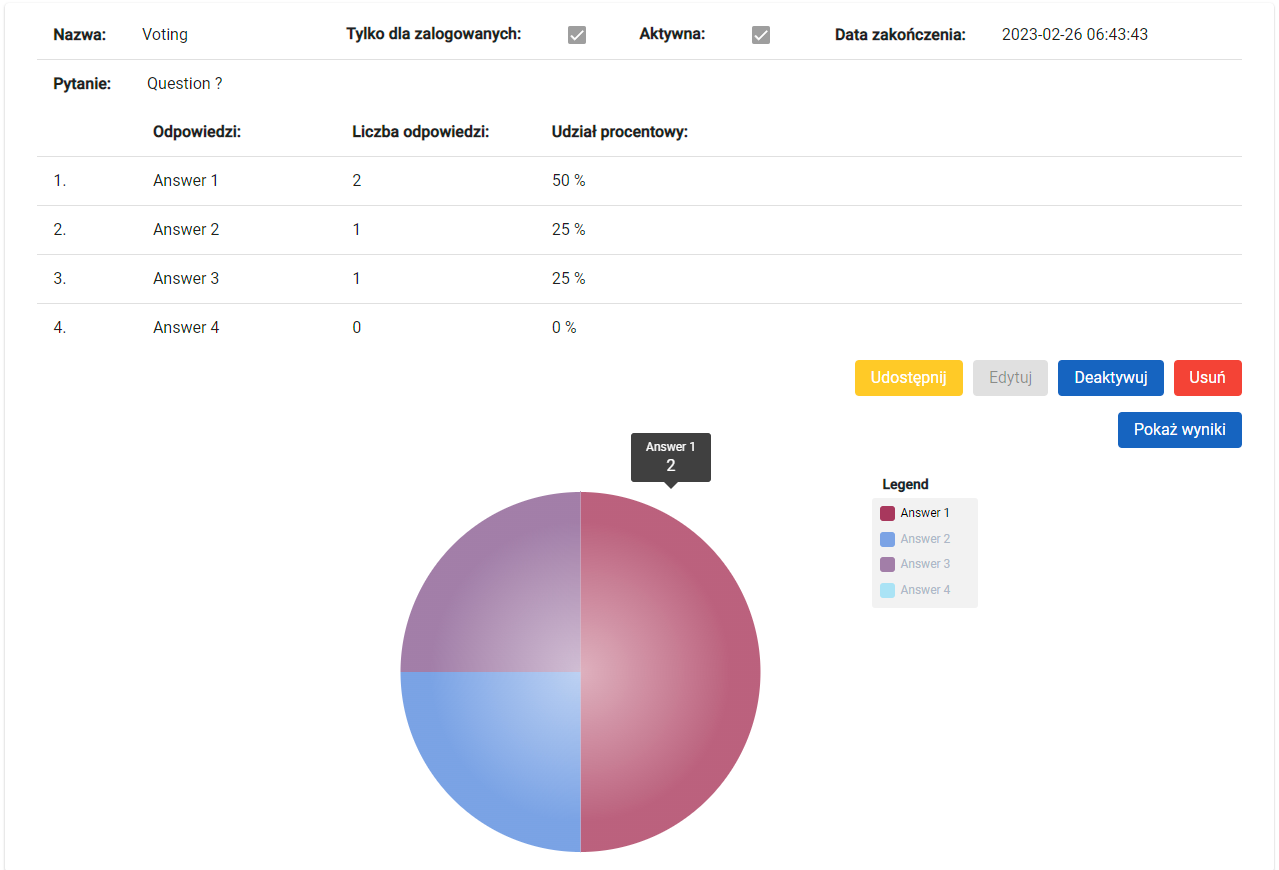 Nazwa: Voting Tylko dla zalogowanych: Aktywna: Data zakończenia: 2023-02-26 06:43:43
Pytanie: Question ?
Odpowiedzi: Liczba odpowiedzi: Udział procentowy:
1. Answer 1 2 50 %
2. Answer 2 1 25 %
3. Answer 3 1 25 %
4. Answer 4 0 0 %
Udostępnij Edytuj Deaktywuj Usuń
Pokaż wyniki
Answer 1
2
Legend
Answer 1
Answer 2
Answer 3
Answer 4